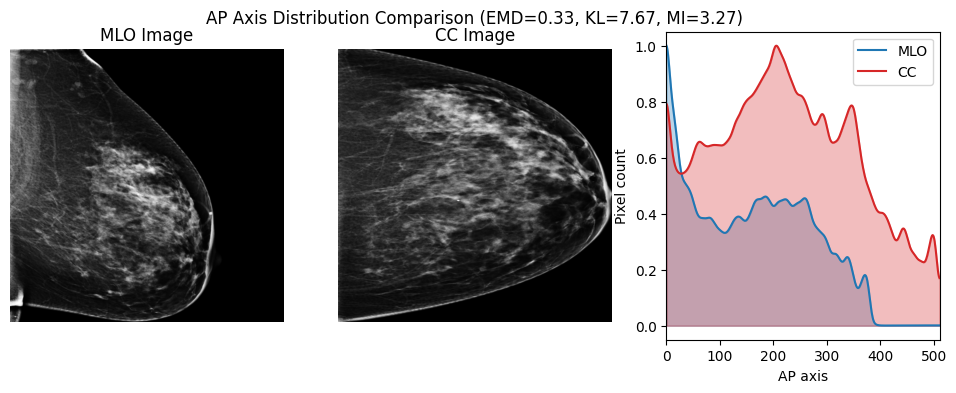 AP Axis Distribution Comparison (EMD=0.33, KL=7.67, MI=3.27)
MLO Image
CC Image
MLO
CC
Pixel count
1.0
0.8
0.6
0.4
0.2
0.0
0 100 200 300 400 500
AP axis